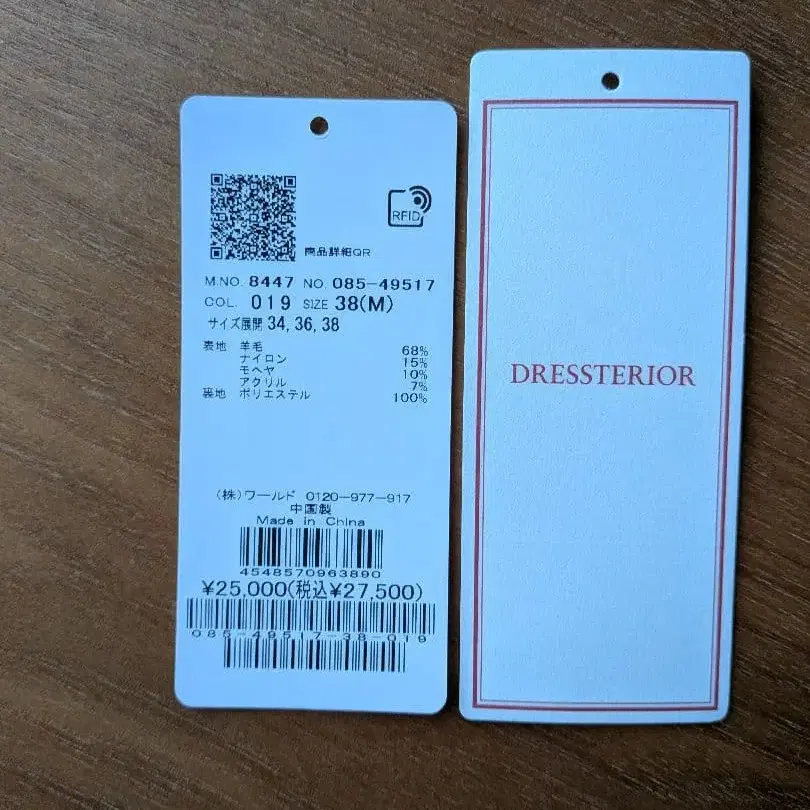 RFID
商品詳細QR
M.NO. 8447 NO. 085-49517
COL. 019 SIZE 38(M)
サイズ展開 34, 36, 38
表地 羊毛 68%
ナイロン 15%
モヘヤ 10%
アクリル 7%
裏地 ポリエステル 100%
(株)ワールド 0120-977-917
中国製
Made in China
4548570963890
¥25,000(税込¥27,500)
085-49517-38-019
DRESSTERIOR